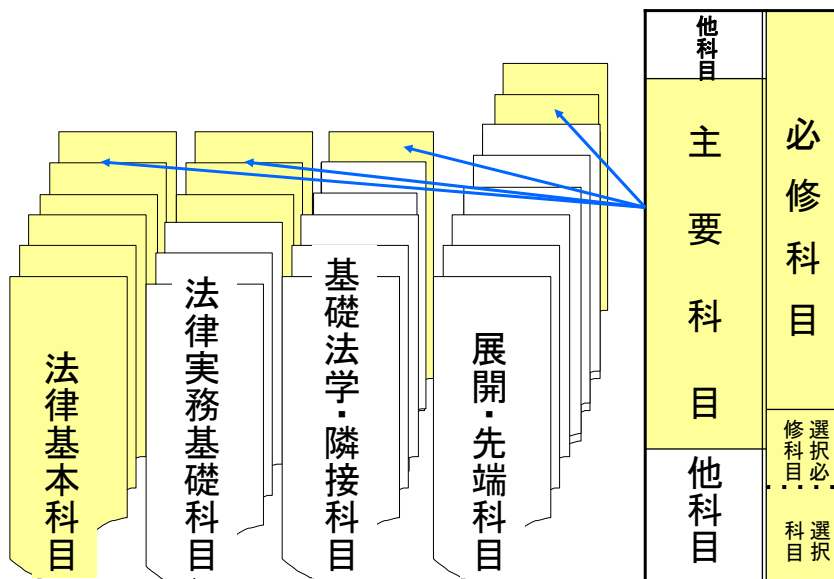 法律基本科目
法律実務基礎科目
基礎法学・隣接科目
展開・先端科目
他科目
主要科目
他科目
必修科目
選択必
修科目
選択
科目